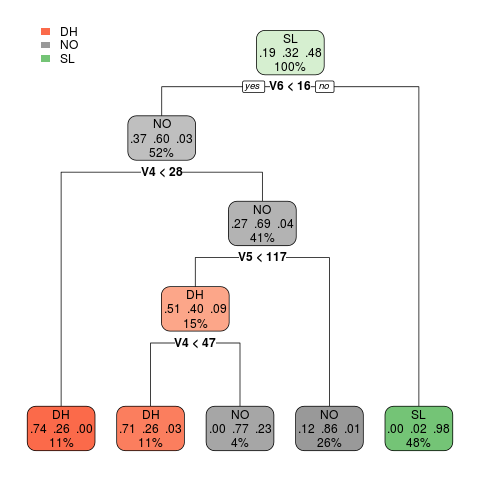 DH
NO
SL
SL
.19 .32 .48
100%
yes V6 < 16 no
NO
.37 .60 .03
52%
V4 < 28
NO
.27 .69 .04
41%
V5 < 117
DH
.51 .40 .09
15%
V4 < 47
DH
.74 .26 .00
11%
DH
.71 .26 .03
11%
NO
.00 .77 .23
4%
NO
.12 .86 .01
26%
SL
.00 .02 .98
48%